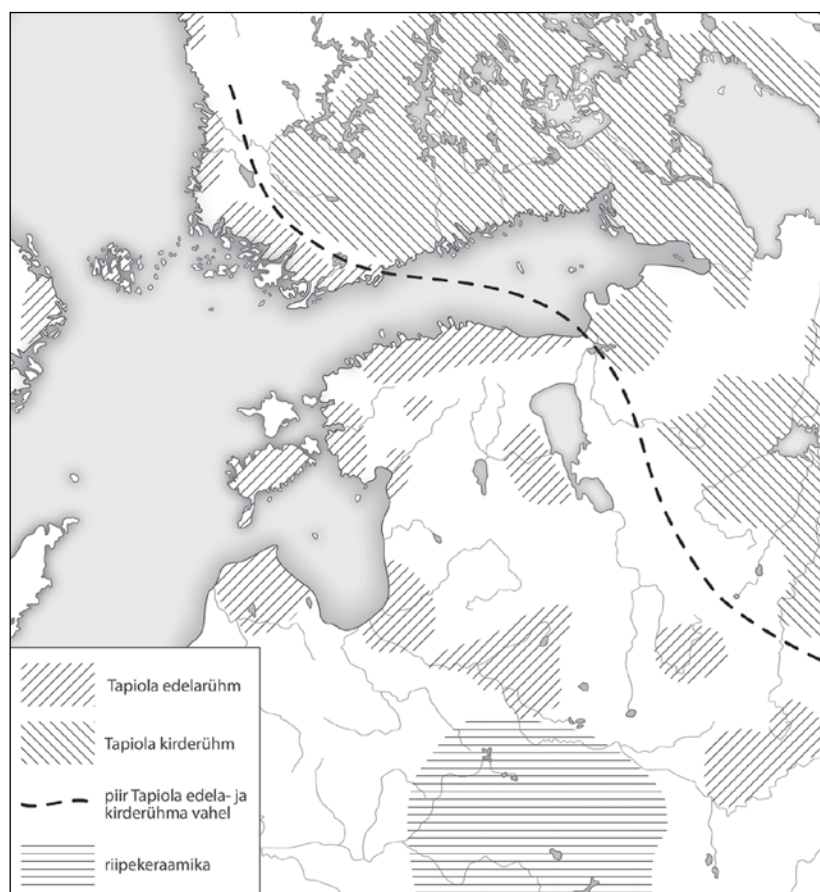 Tapiola edelarühm
Tapiola kirderühm
piir Tapiola edela- ja
kirderühma vahel
riipekeraamika